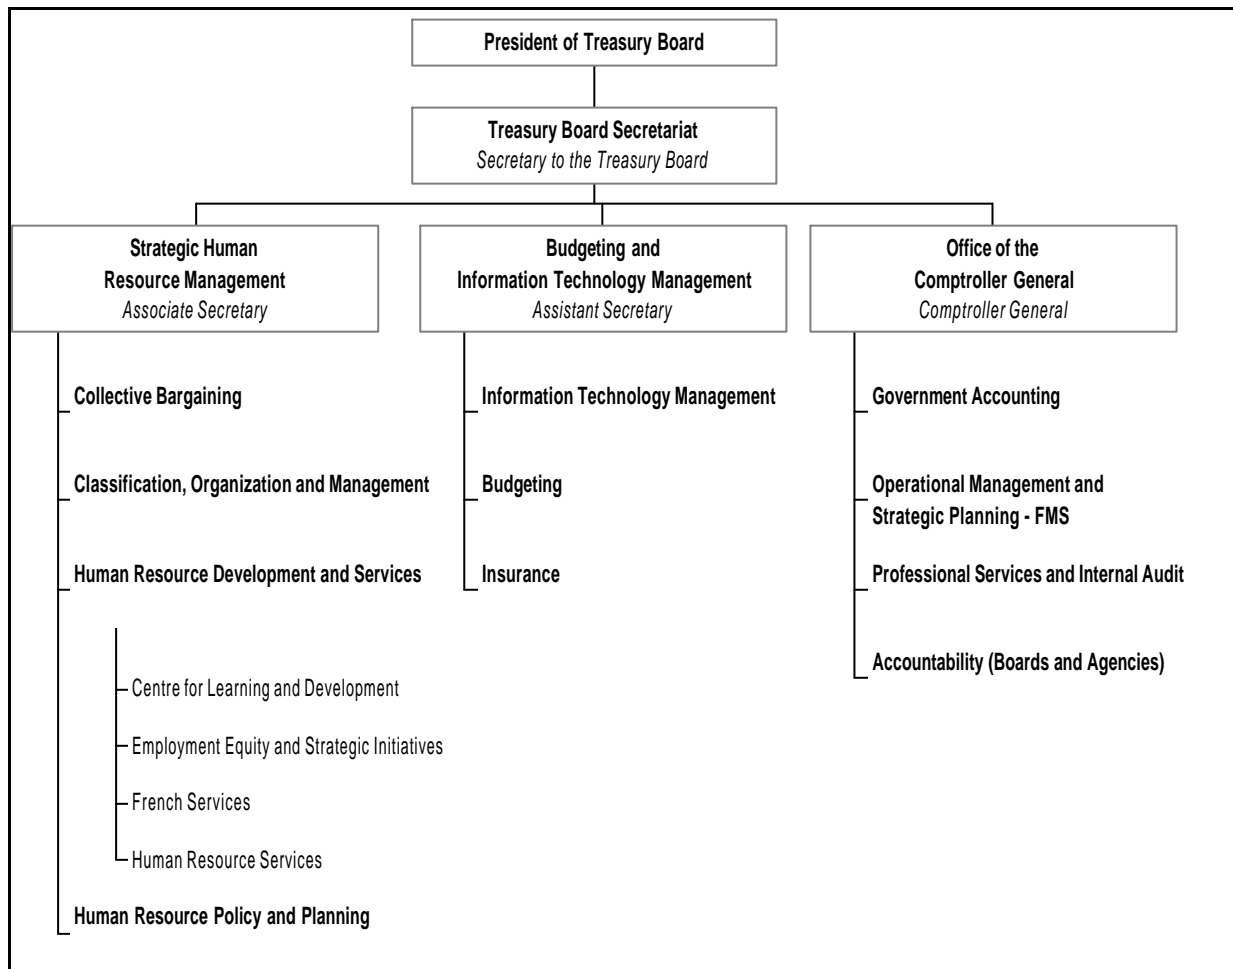 President of Treasury Board
Treasury Board Secretariat
Secretary to the Treasury Board
Strategic Human
Resource Management
Associate Secretary
Budgeting and
Information Technology Management
Assistant Secretary
Office of the
Comptroller General
Comptroller General
Collective Bargaining
Classification, Organization and Management
Human Resource Development and Services
Centre for Learning and Development
Employment Equity and Strategic Initiatives
French Services
Human Resource Services
Human Resource Policy and Planning
Information Technology Management
Budgeting
Insurance
Government Accounting
Operational Management and
Strategic Planning - FMS
Professional Services and Internal Audit
Accountability (Boards and Agencies)